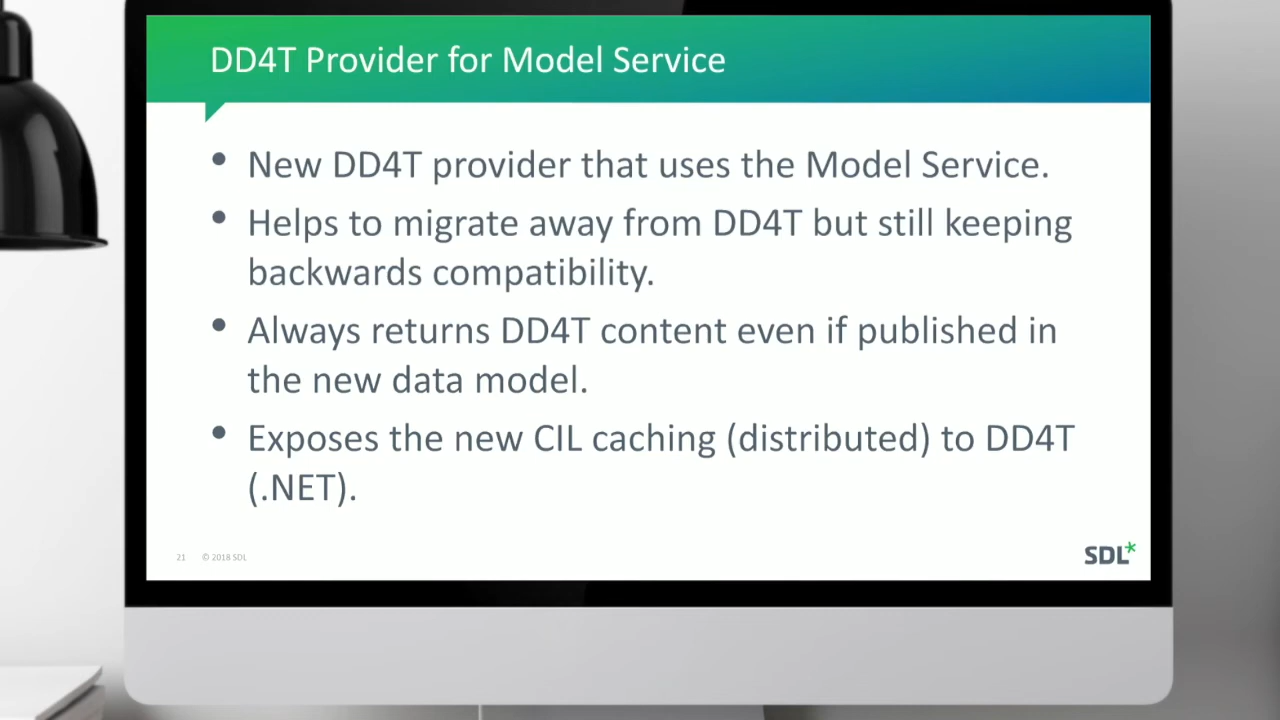 DD4T Provider for Model Service
• New DD4T provider that uses the Model Service.
• Helps to migrate away from DD4T but still keeping
backwards compatibility.
• Always returns DD4T content even if published in
the new data model.
• Exposes the new CIL caching (distributed) to DD4T
(.NET).
21 © 2018 SDL
SDL*